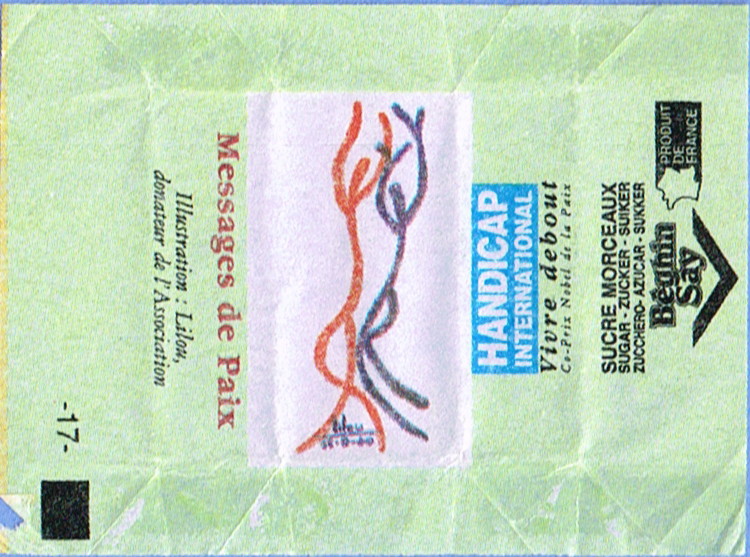 Messages de Paix
Illustration : Lilou,
donateur de l'Association
-17-
HANDICAP
INTERNATIONAL
Vivre debout
Co-Prix Nobel de la Paix
SUCRE MORCEAUX
SUGAR - ZUCKER - SUIKER
ZUCCHERO - AZUCAR - SUKKER
Béghin
Say
PRODUIT
DE
FRANCE